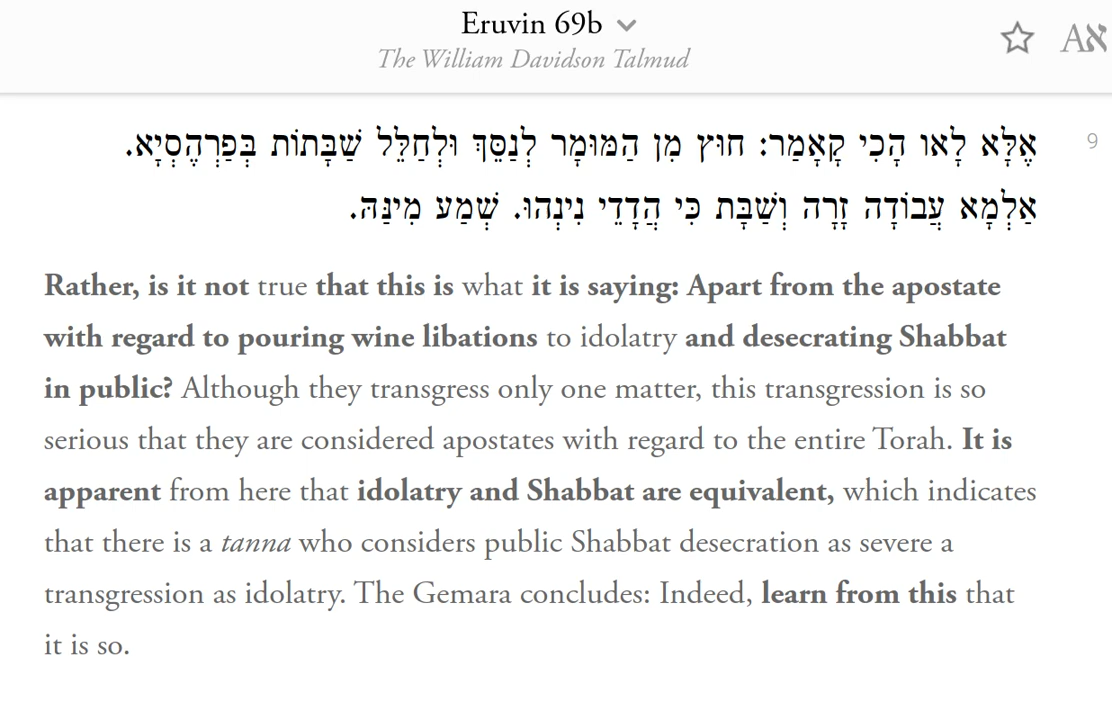 Eruvin 69b
The William Davidson Talmud
Aא
9
אֶלָּא לָאו הָכִי קָאָמַר: חוּץ מִן הַמּוּמָר לְנַסֵּךְ וּלְחַלֵּל שַׁבָּתוֹת בְּפַרְהֶסְיָא.
אַלְמָא עֲבוֹדָה זָרָה וְשַׁבָּת כִּי הֲדָדֵי נִינְהוּ. שְׁמַע מִינַּהּ.
Rather, is it not true that this is what it is saying: Apart from the apostate
with regard to pouring wine libations to idolatry and desecrating Shabbat
in public? Although they transgress only one matter, this transgression is so
serious that they are considered apostates with regard to the entire Torah. It is
apparent from here that idolatry and Shabbat are equivalent, which indicates
that there is a tanna who considers public Shabbat desecration as severe a
transgression as idolatry. The Gemara concludes: Indeed, learn from this that
it is so.